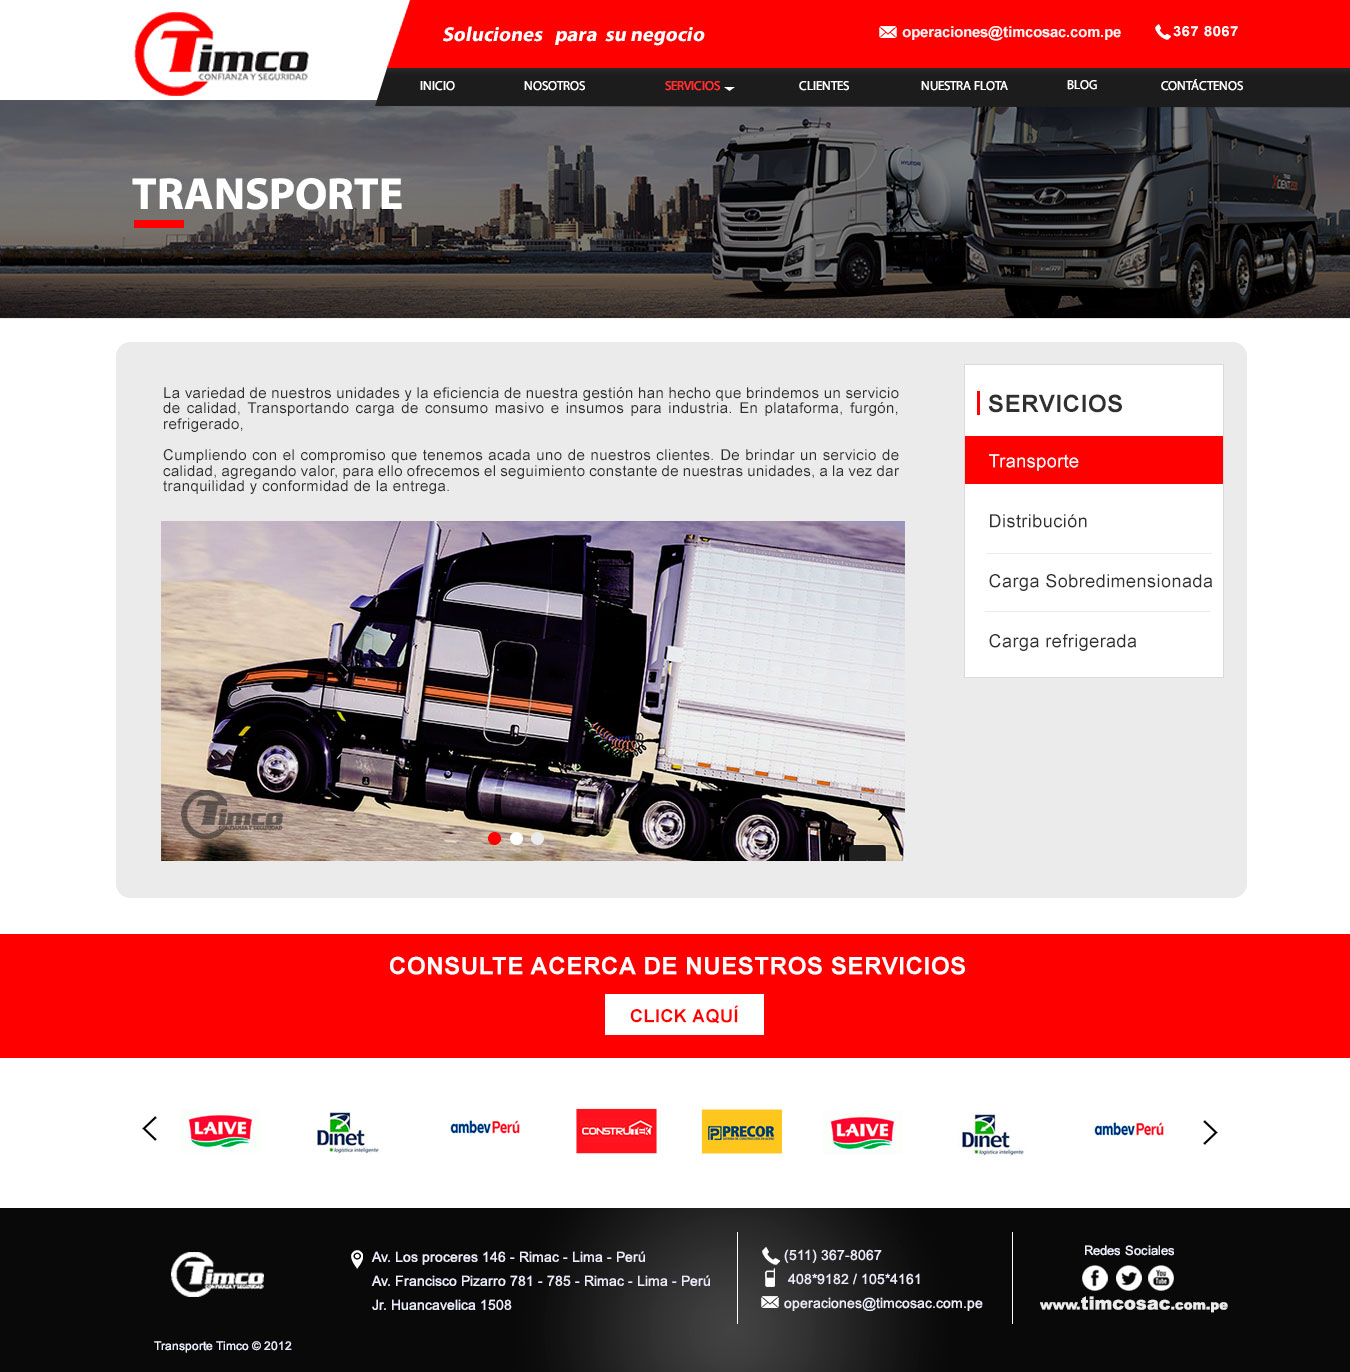 Timco
CONFIANZA Y SEGURIDAD
Soluciones para su negocio
operaciones@timcosac.com.pe
367 8067
INICIO
NOSOTROS
SERVICIOS
CLIENTES
NUESTRA FLOTA
BLOG
CONTÁCTENOS
TRANSPORTE
HYUNDAI
La variedad de nuestros unidades y la eficiencia de nuestra gestión han hecho que brindemos un servicio
de calidad, Transportando carga de consumo masivo e insumos para industria. En plataforma, furgón,
refrigerado,
Cumpliendo con el compromiso que tenemos acada uno de nuestros clientes. De brindar un servicio de
calidad, agregando valor, para ello ofrecemos el seguimiento constante de nuestras unidades, a la vez dar
tranquilidad y conformidad de la entrega.
Timco
CONFIANZA Y SEGURIDAD
SERVICIOS
Transporte
Distribución
Carga Sobredimensionada
Carga refrigerada
CONSULTE ACERCA DE NUESTROS SERVICIOS
CLICK AQUÍ
LAIVE
Dinet
logística inteligente
ambev Perú
CONSTRUTEK
PRECOR
LAIVE
Dinet
logística inteligente
ambev Perú
Timco
CONFIANZA Y SEGURIDAD
Av. Los proceres 146 - Rimac - Lima - Perú
Av. Francisco Pizarro 781 - 785 - Rimac - Lima - Perú
Jr. Huancavelica 1508
(511) 367-8067
408*9182 / 105*4161
operaciones@timcosac.com.pe
Redes Sociales
You Tube
www.timcosac.com.pe
Transporte Timco © 2012